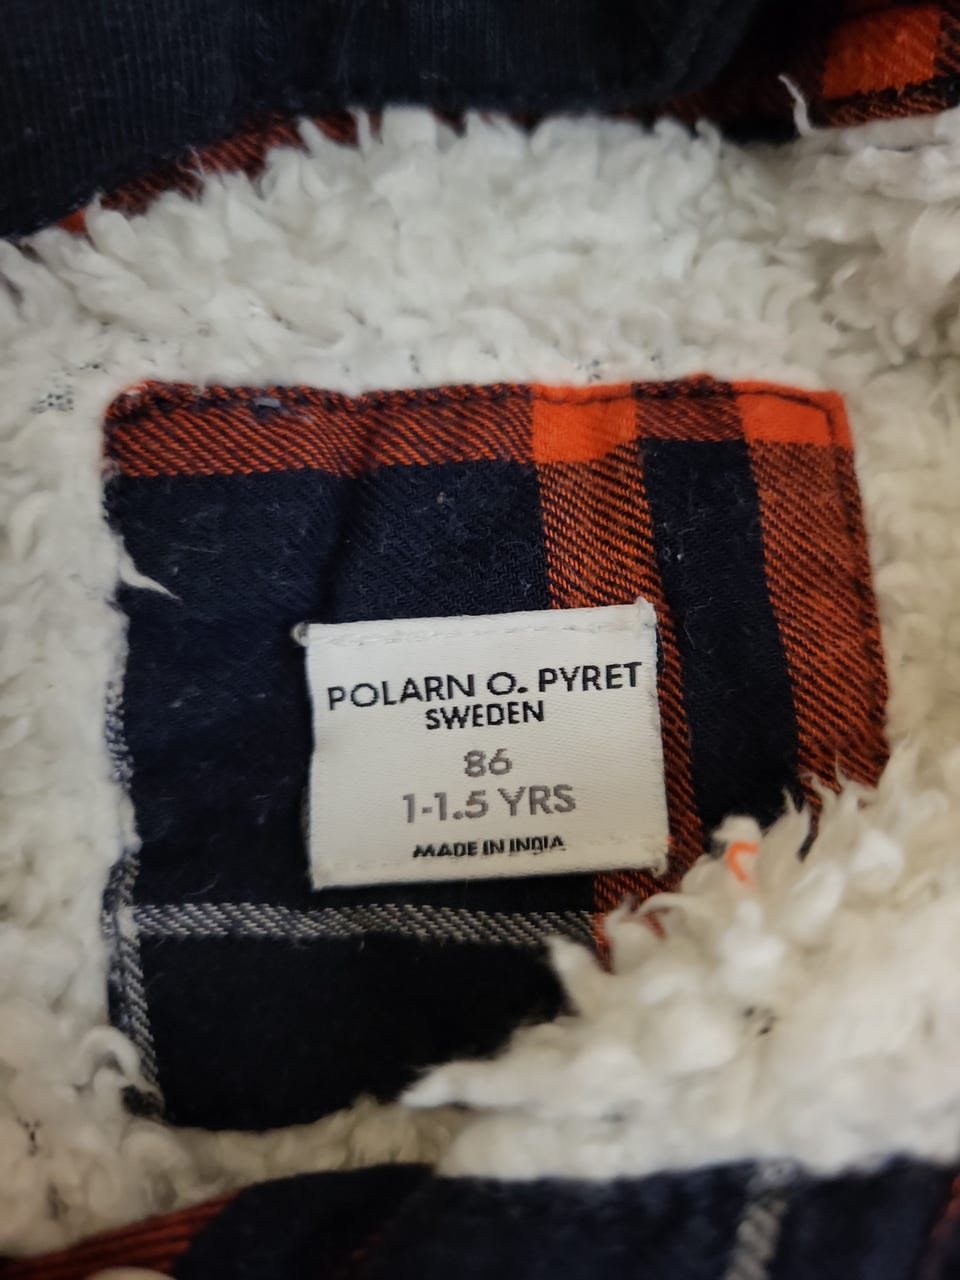 POLARN O. PYRET
SWEDEN
86
1-1.5 YRS
MADE IN INDIA